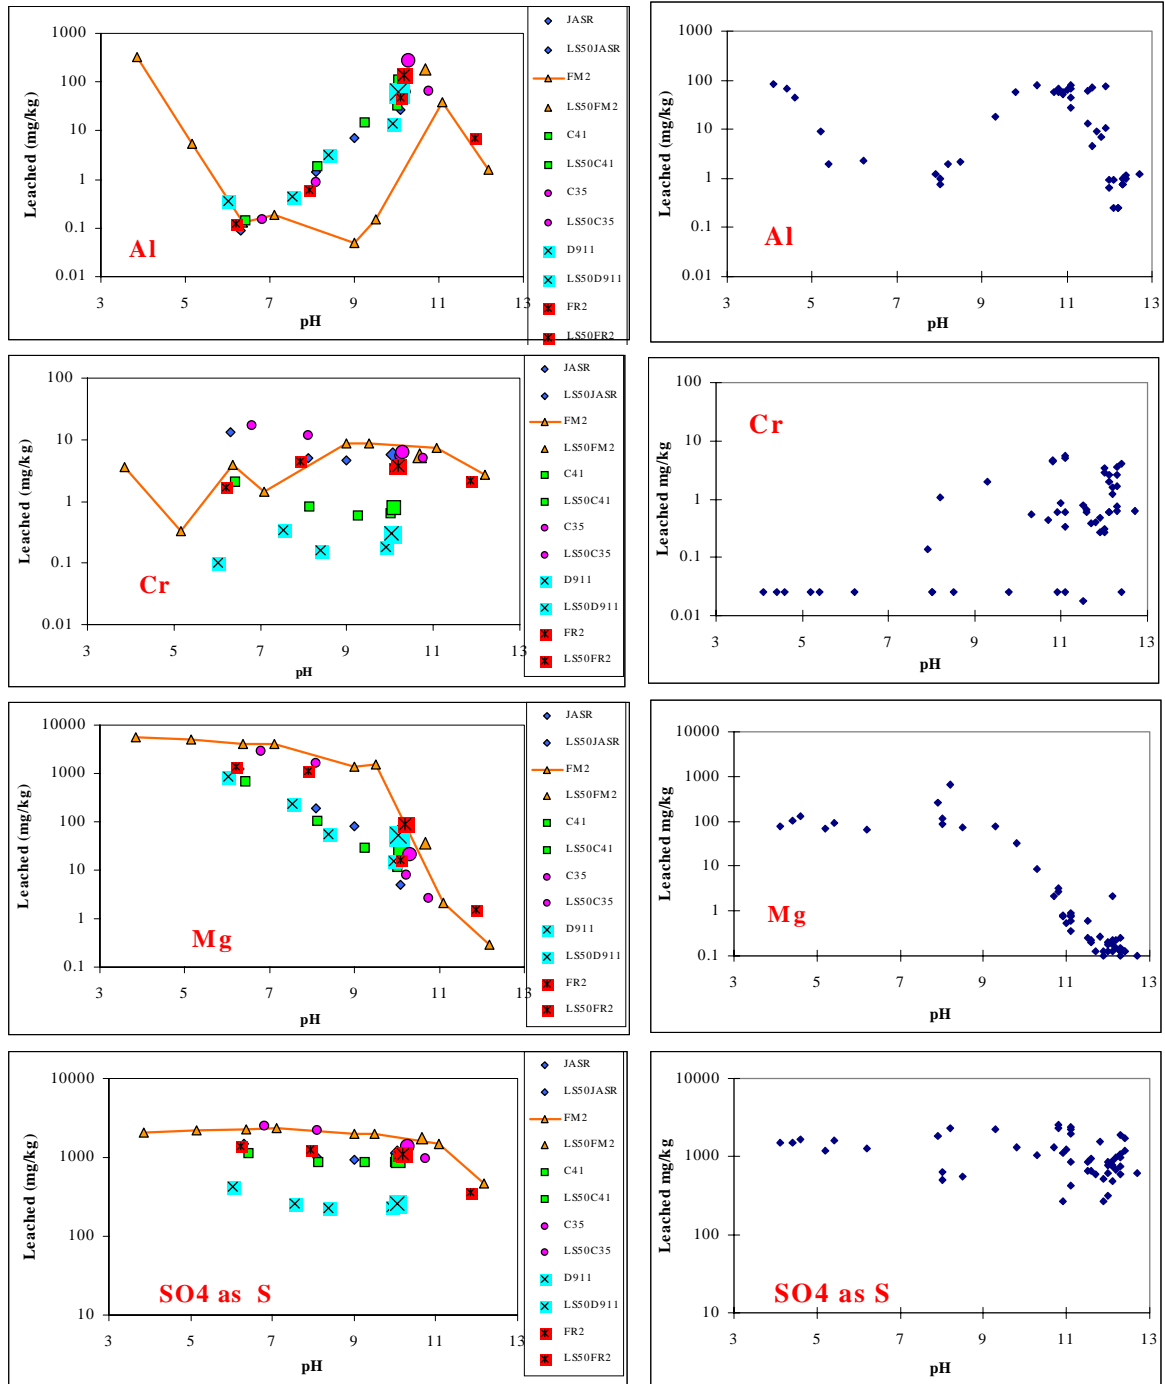 1000
100
10
1
0.1
0.01
Leached (mg/kg)
Al
3 5 7 9 11 13
pH
JASR
LS50JASR
FM2
LS50FM2
C41
LS50C41
C35
LS50C35
D911
LS50D911
FR2
LS50FR2
1000
100
10
1
0.1
0.01
Leached (mg/kg)
Al
3 5 7 9 11 13
pH
100
10
1
0.1
0.01
Leached (mg/kg)
Cr
3 5 7 9 11 13
pH
JASR
LS50JASR
FM2
LS50FM2
C41
LS50C41
C35
LS50C35
D911
LS50D911
FR2
LS50FR2
100
10
1
0.1
0.01
Leached mg/kg
Cr
3 5 7 9 11 13
pH
10000
1000
100
10
1
0.1
Leached (mg/kg)
Mg
3 5 7 9 11 13
pH
JASR
LS50JASR
FM2
LS50FM2
C41
LS50C41
C35
LS50C35
D911
LS50D911
FR2
LS50FR2
10000
1000
100
10
1
0.1
Leached mg/kg
Mg
3 5 7 9 11 13
pH
10000
1000
100
10
Leached (mg/kg)
SO4 as S
3 5 7 9 11 13
pH
JASR
LS50JASR
FM2
LS50FM2
C41
LS50C41
C35
LS50C35
D911
LS50D911
FR2
LS50FR2
10000
1000
100
10
Leached mg/kg
SO4 as S
3 5 7 9 11 13
pH